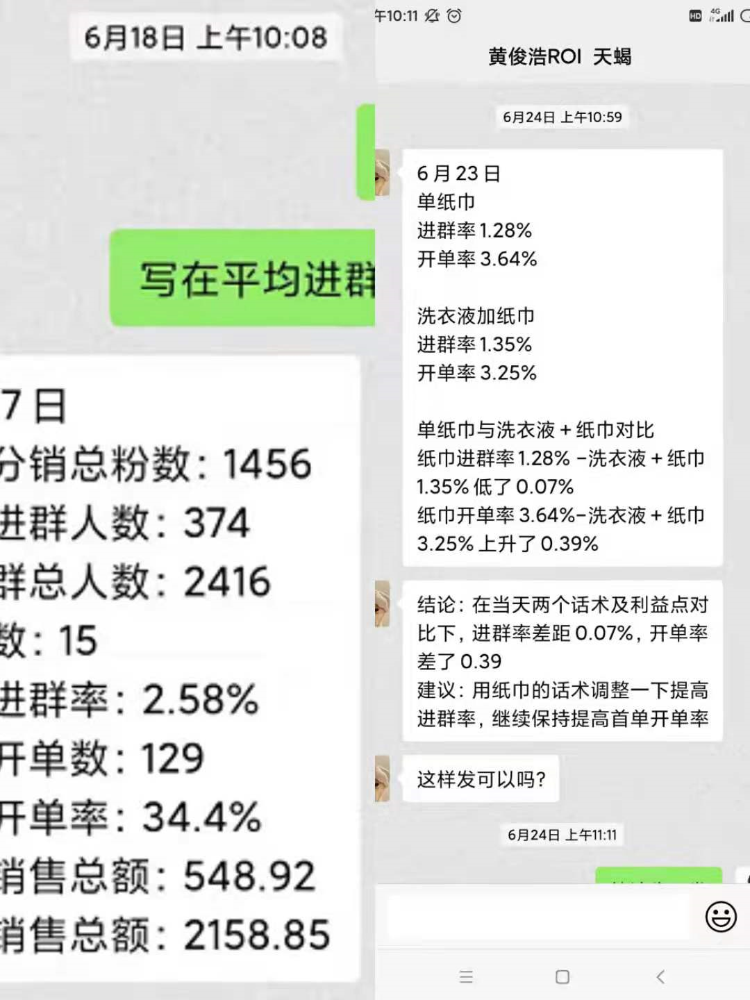 6月18日 上午10:08
写在平均进群
7日
分销总粉数: 1456
进群人数: 374
群总人数: 2416
数: 15
进群率: 2.58%
开单数: 129
开单率: 34.4%
销售总额: 548.92
销售总额: 2158.85
午10:11
HD 4G
黄俊浩ROI 天蝎
6月24日 上午10:59
6月23日
单纸巾
进群率1.28%
开单率3.64%
洗衣液加纸巾
进群率1.35%
开单率3.25%
单纸巾与洗衣液+纸巾对比
纸巾进群率1.28% -洗衣液+纸巾
1.35%低了0.07%
纸巾开单率3.64%-洗衣液+纸巾
3.25%上升了0.39%
结论: 在当天两个话术及利益点对
比下, 进群率差距0.07%, 开单率
差了0.39
建议: 用纸巾的话术调整一下提高
进群率, 继续保持提高首单开单率
这样发可以吗?
6月24日 上午11:11